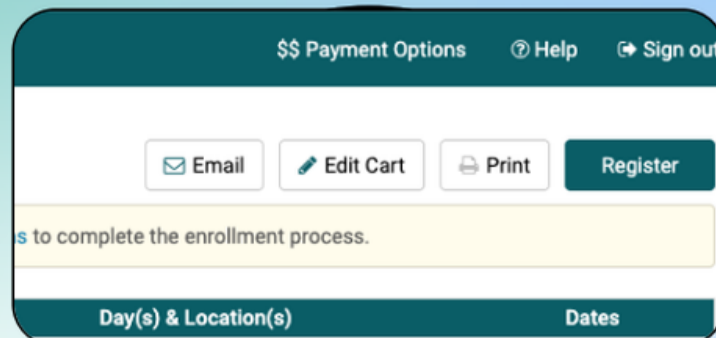 $$ Payment Options Help Sign out
Email Edit Cart Print Register
to complete the enrollment process.
Day(s) & Location(s) Dates